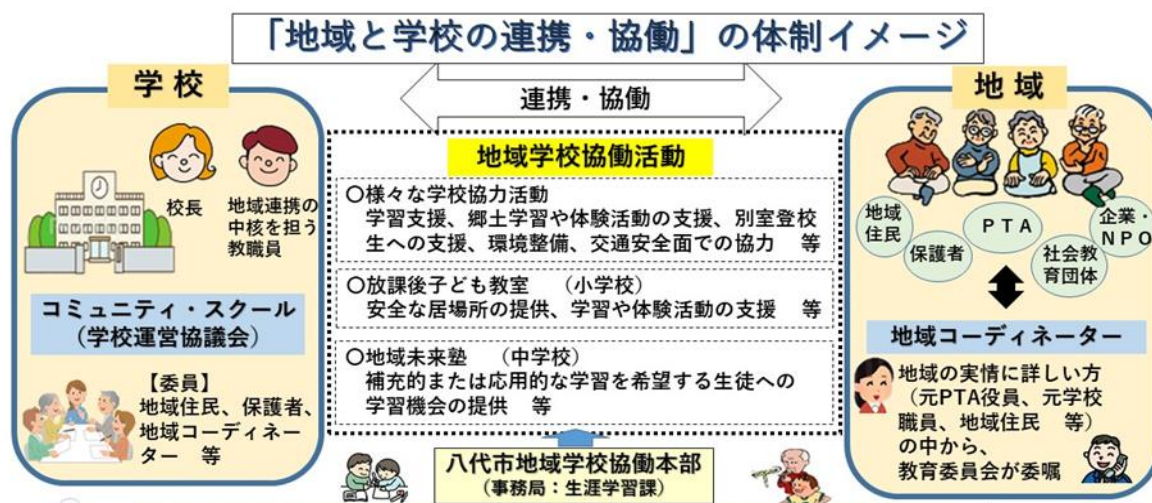 「地域と学校の連携・協働」の体制イメージ
学校
校長
地域連携の
中核を担う
教職員
コミュニティ・スクール
(学校運営協議会)
【委員】
地域住民、保護者、
地域コーディネー
ター　等
連携・協働
地域学校協働活動
〇様々な学校協力活動
学習支援、郷土学習や体験活動の支援、別室登校
生への支援、環境整備、交通安全面での協力　等
〇放課後子ども教室　(小学校)
安全な居場所の提供、学習や体験活動の支援　等
〇地域未来塾　(中学校)
補充的または応用的な学習を希望する生徒への
学習機会の提供　等
八代市地域学校協働本部
(事務局：生涯学習課)
地域
地域
住民
保護者
ＰＴＡ
社会教
育団体
企業・
ＮＰＯ
地域コーディネーター
地域の実情に詳しい方
(元PTA役員、元学校
職員、地域住民　等)
の中から、
教育委員会が委嘱